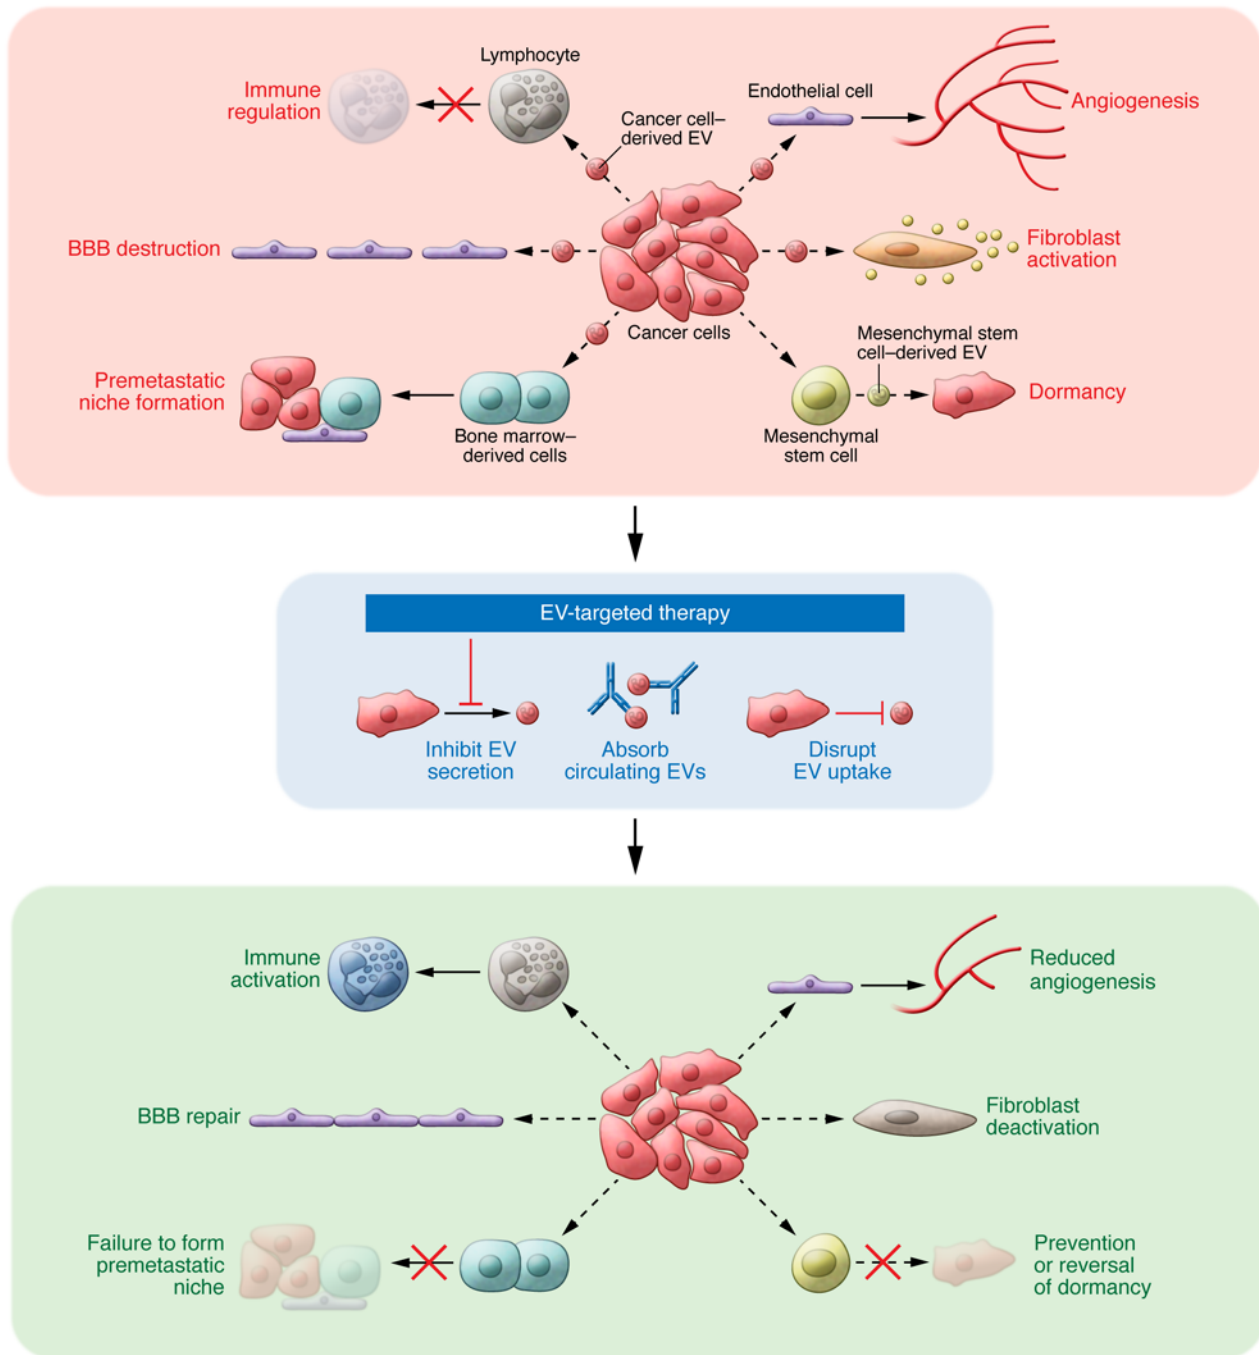 Lymphocyte
Immune
regulation
Cancer cell–
derived EV
Endothelial cell
Angiogenesis
BBB destruction
Fibroblast
activation
Cancer cells
Premetastatic
niche formation
Bone marrow–
derived cells
Mesenchymal stem
cell–derived EV
Mesenchymal
stem cell
Dormancy
EV-targeted therapy
Inhibit EV
secretion
Absorb
circulating EVs
Disrupt
EV uptake
Immune
activation
Reduced
angiogenesis
BBB repair
Fibroblast
deactivation
Failure to form
premetastatic
niche
Prevention
or reversal
of dormancy